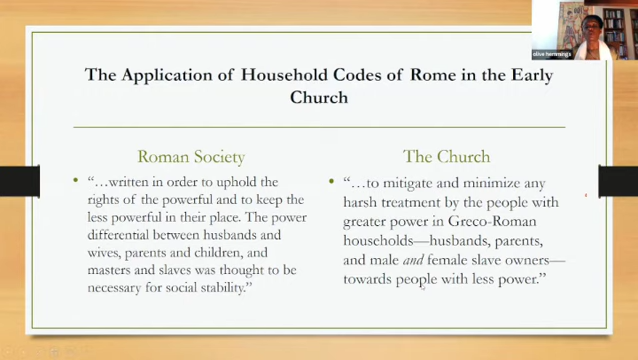 The Application of Household Codes of Rome in the Early
Church
Roman Society
“…written in order to uphold the
rights of the powerful and to keep the
less powerful in their place. The power
differential between husbands and
wives, parents and children, and
masters and slaves was thought to be
necessary for social stability.”
The Church
“…to mitigate and minimize any
harsh treatment by the people with
greater power in Greco-Roman
households—husbands, parents,
and male and female slave owners—
towards people with less power.”
olive hemmings